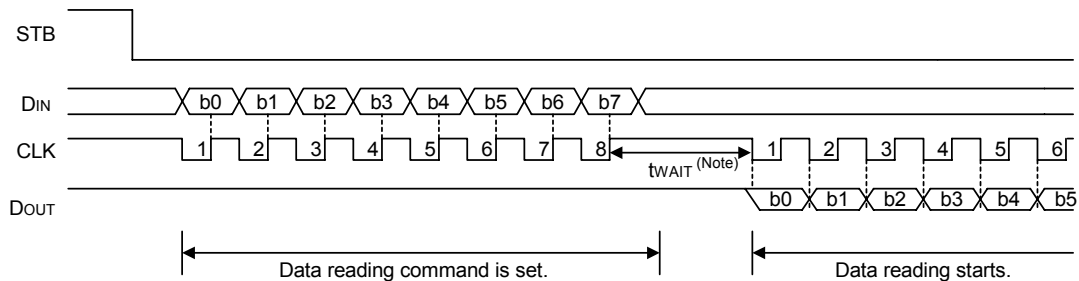 STB
DIN b0 b1 b2 b3 b4 b5 b6 b7
CLK 1 2 3 4 5 6 7 8 tWAIT (Note) 1 2 3 4 5 6
DOUT b0 b1 b2 b3 b4 b5
Data reading command is set. Data reading starts.